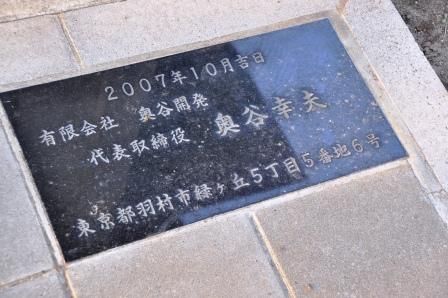 2007年10月吉日
有限会社 奥谷開発
代表取締役 奥谷幸夫
東京都羽村市緑ヶ丘5丁目5番地6号